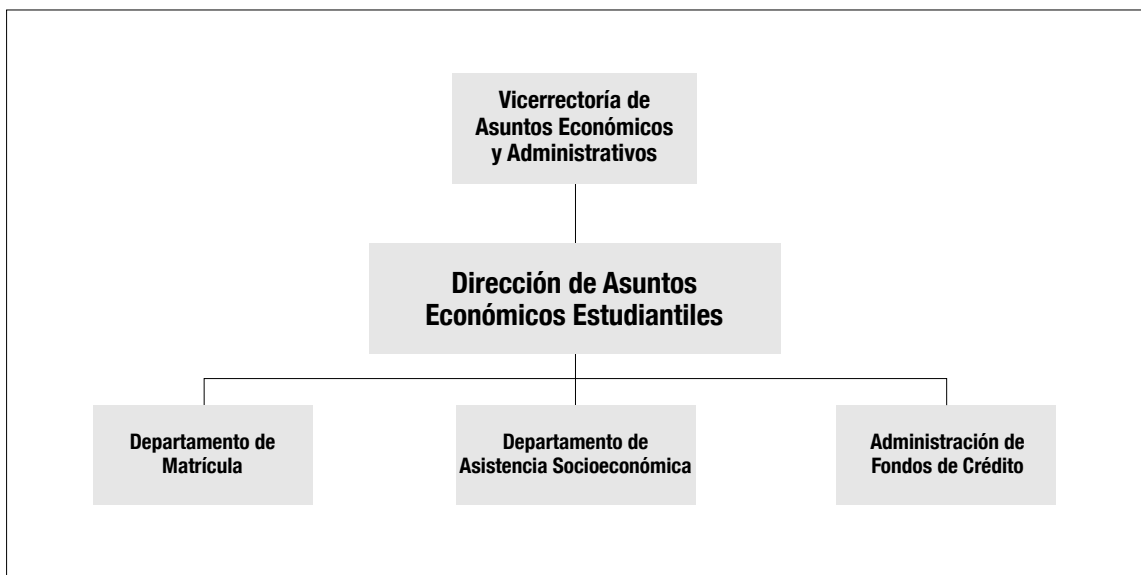 Vicerrectoría de
Asuntos Económicos
y Administrativos
Dirección de Asuntos
Económicos Estudiantiles
Departamento de
Matrícula
Departamento de
Asistencia Socioeconómica
Administración de
Fondos de Crédito